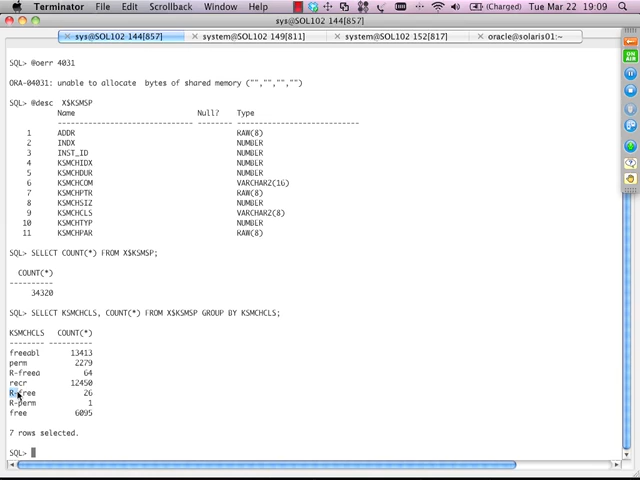 Terminator File Edit Scrollback Window Help (Charged) Tue Mar 22 19:09
sys@SOL102 144[857]
sys@SOL102 144[857] system@SOL102 149[811] system@SOL102 152[817] oracle@solaris01:~
ON AIR
SQL> @oerr 4031
ORA-04031: unable to allocate  bytes of shared memory ("","","","")
SQL> @desc  X$KSMSP
Name Null? Type
------------------------------- -------- ----------------------------
1 ADDR RAW(8)
2 INDX NUMBER
3 INST_ID NUMBER
4 KSMCHIDX NUMBER
5 KSMCHDUR NUMBER
6 KSMCHCOM VARCHAR2(16)
7 KSMCHPTR RAW(8)
8 KSMCHSIZ NUMBER
9 KSMCHCLS VARCHAR2(8)
10 KSMCHTYP NUMBER
11 KSMCHPAR RAW(8)
SQL> SELECT COUNT(*) FROM X$KSMSP;
COUNT(*)
----------
34320
SQL> SELECT KSMCHCLS, COUNT(*) FROM X$KSMSP GROUP BY KSMCHCLS;
KSMCHCLS COUNT(*)
-------- ----------
freeabl 13413
perm 2279
R-freea 64
recr 12450
R-free 26
R-perm 1
free 6095
7 rows selected.
SQL>